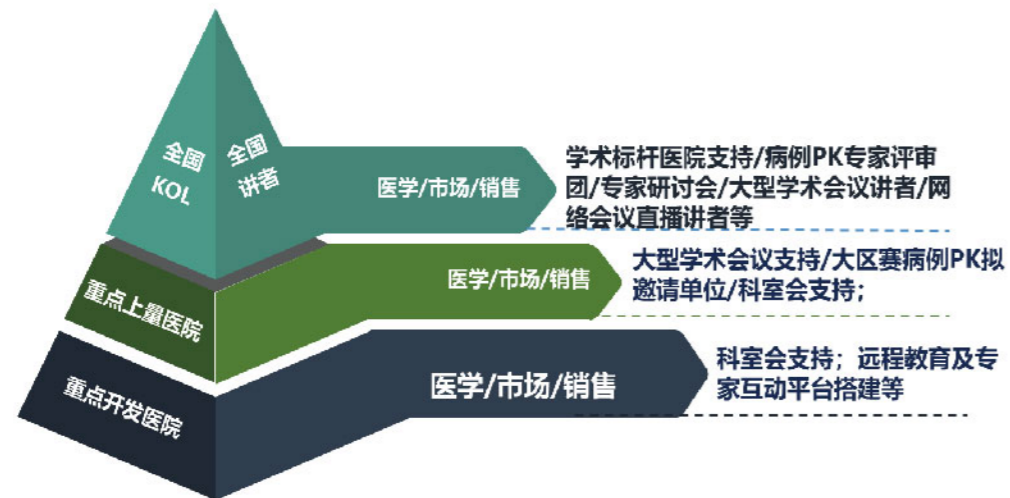 全国
KOL
全国
讲者
医学/市场/销售
学术标杆医院支持/病例PK专家评审
团/专家研讨会/大型学术会议讲者/网
络会议直播讲者等
重点上量医院
医学/市场/销售
大型学术会议支持/大区赛病例PK拟
邀请单位/科室会支持;
重点开发医院
医学/市场/销售
科室会支持；远程教育及专
家互动平台搭建等